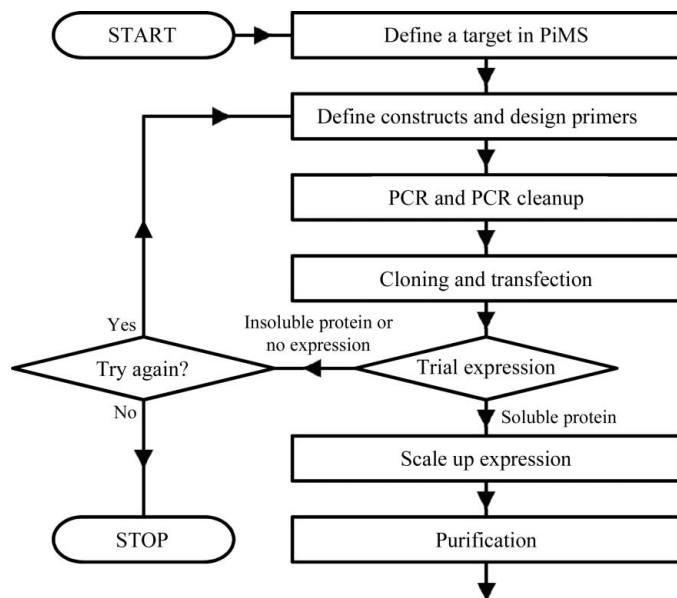 START
Define a target in PiMS
Define constructs and design primers
PCR and PCR cleanup
Cloning and transfection
Yes
Insoluble protein or
no expression
Try again?
Trial expression
No
Soluble protein
Scale up expression
STOP
Purification